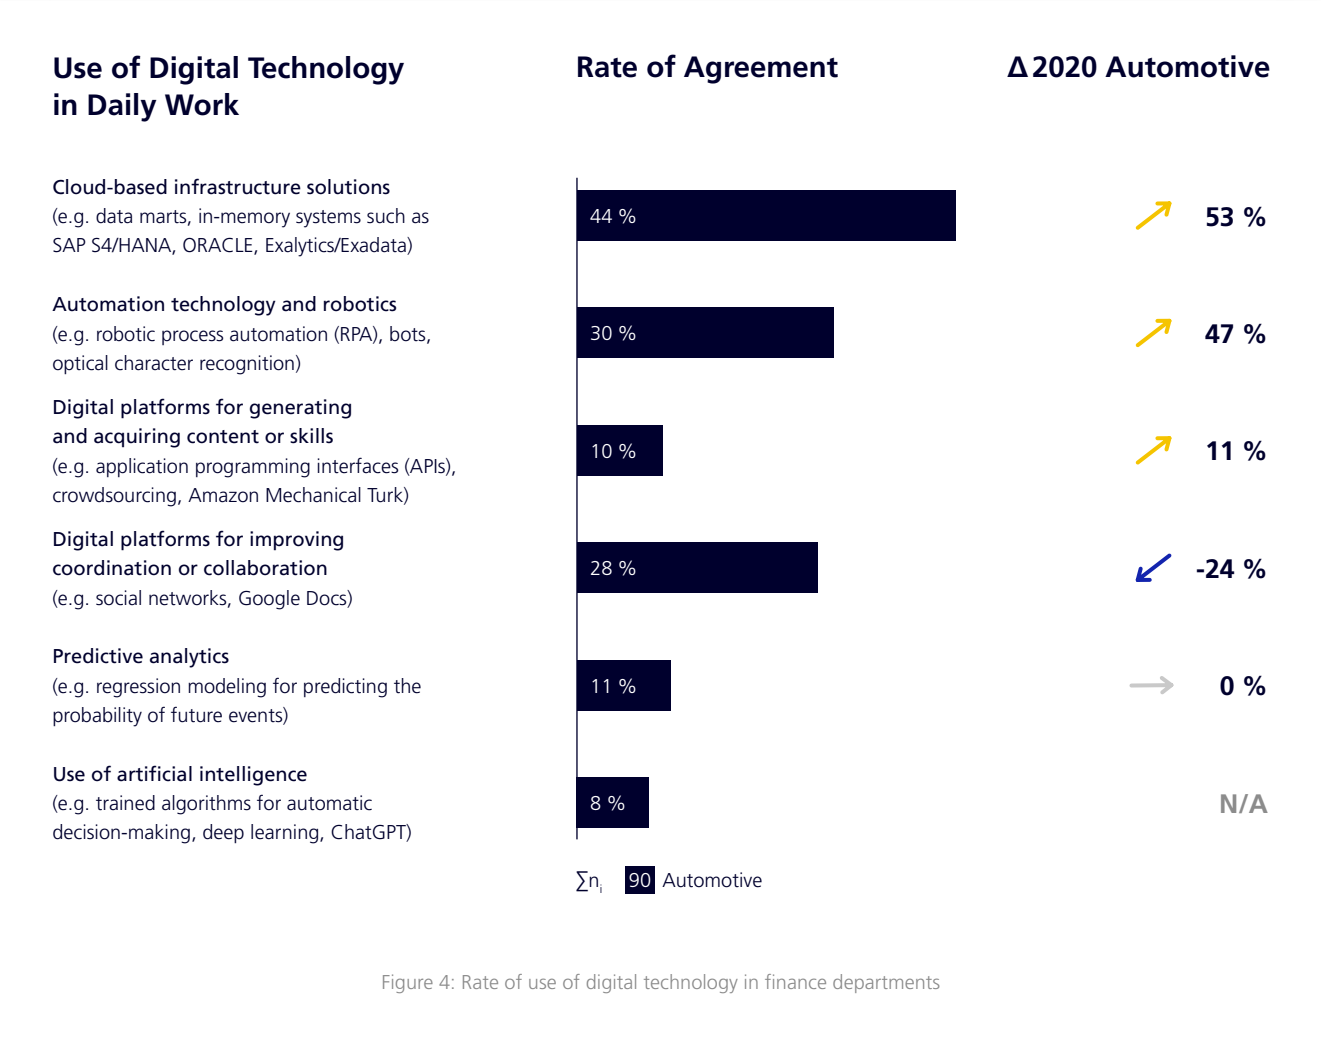 Use of Digital Technology
in Daily Work
Rate of Agreement
Δ 2020 Automotive
Cloud-based infrastructure solutions
(e.g. data marts, in-memory systems such as
SAP S4/HANA, ORACLE, Exalytics/Exadata)
44 %
53 %
Automation technology and robotics
(e.g. robotic process automation (RPA), bots,
optical character recognition)
30 %
47 %
Digital platforms for generating
and acquiring content or skills
(e.g. application programming interfaces (APIs),
crowdsourcing, Amazon Mechanical Turk)
10 %
11 %
Digital platforms for improving
coordination or collaboration
(e.g. social networks, Google Docs)
28 %
-24 %
Predictive analytics
(e.g. regression modeling for predicting the
probability of future events)
11 %
0 %
Use of artificial intelligence
(e.g. trained algorithms for automatic
decision-making, deep learning, ChatGPT)
8 %
N/A
∑nᵢ 90 Automotive
Figure 4: Rate of use of digital technology in finance departments